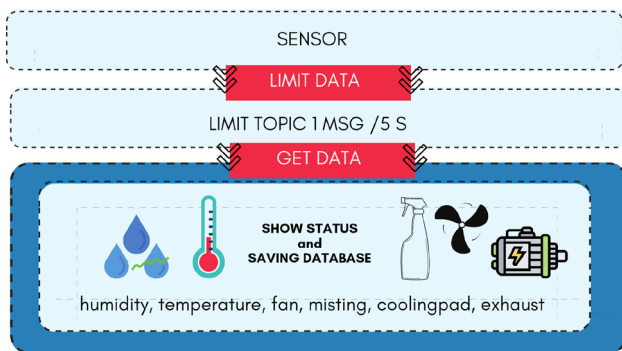 SENSOR
LIMIT DATA
LIMIT TOPIC 1 MSG /5 S
GET DATA
SHOW STATUS
and
SAVING DATABASE
humidity, temperature, fan, misting, coolingpad, exhaust